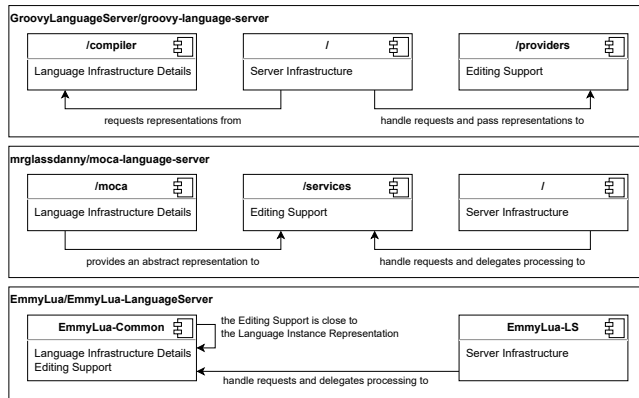 GroovyLanguageServer/groovy-language-server
/compiler
Language Infrastructure Details
/
Server Infrastructure
/providers
Editing Support
requests representations from
handle requests and pass representations to
mrglassdanny/moca-language-server
/moca
Language Infrastructure Details
/services
Editing Support
/
Server Infrastructure
provides an abstract representation to
handle requests and delegates processing to
EmmyLua/EmmyLua-LanguageServer
EmmyLua-Common
Language Infrastructure Details
Editing Support
the Editing Support is close to
the Language Instance Representation
EmmyLua-LS
Server Infrastructure
handle requests and delegates processing to